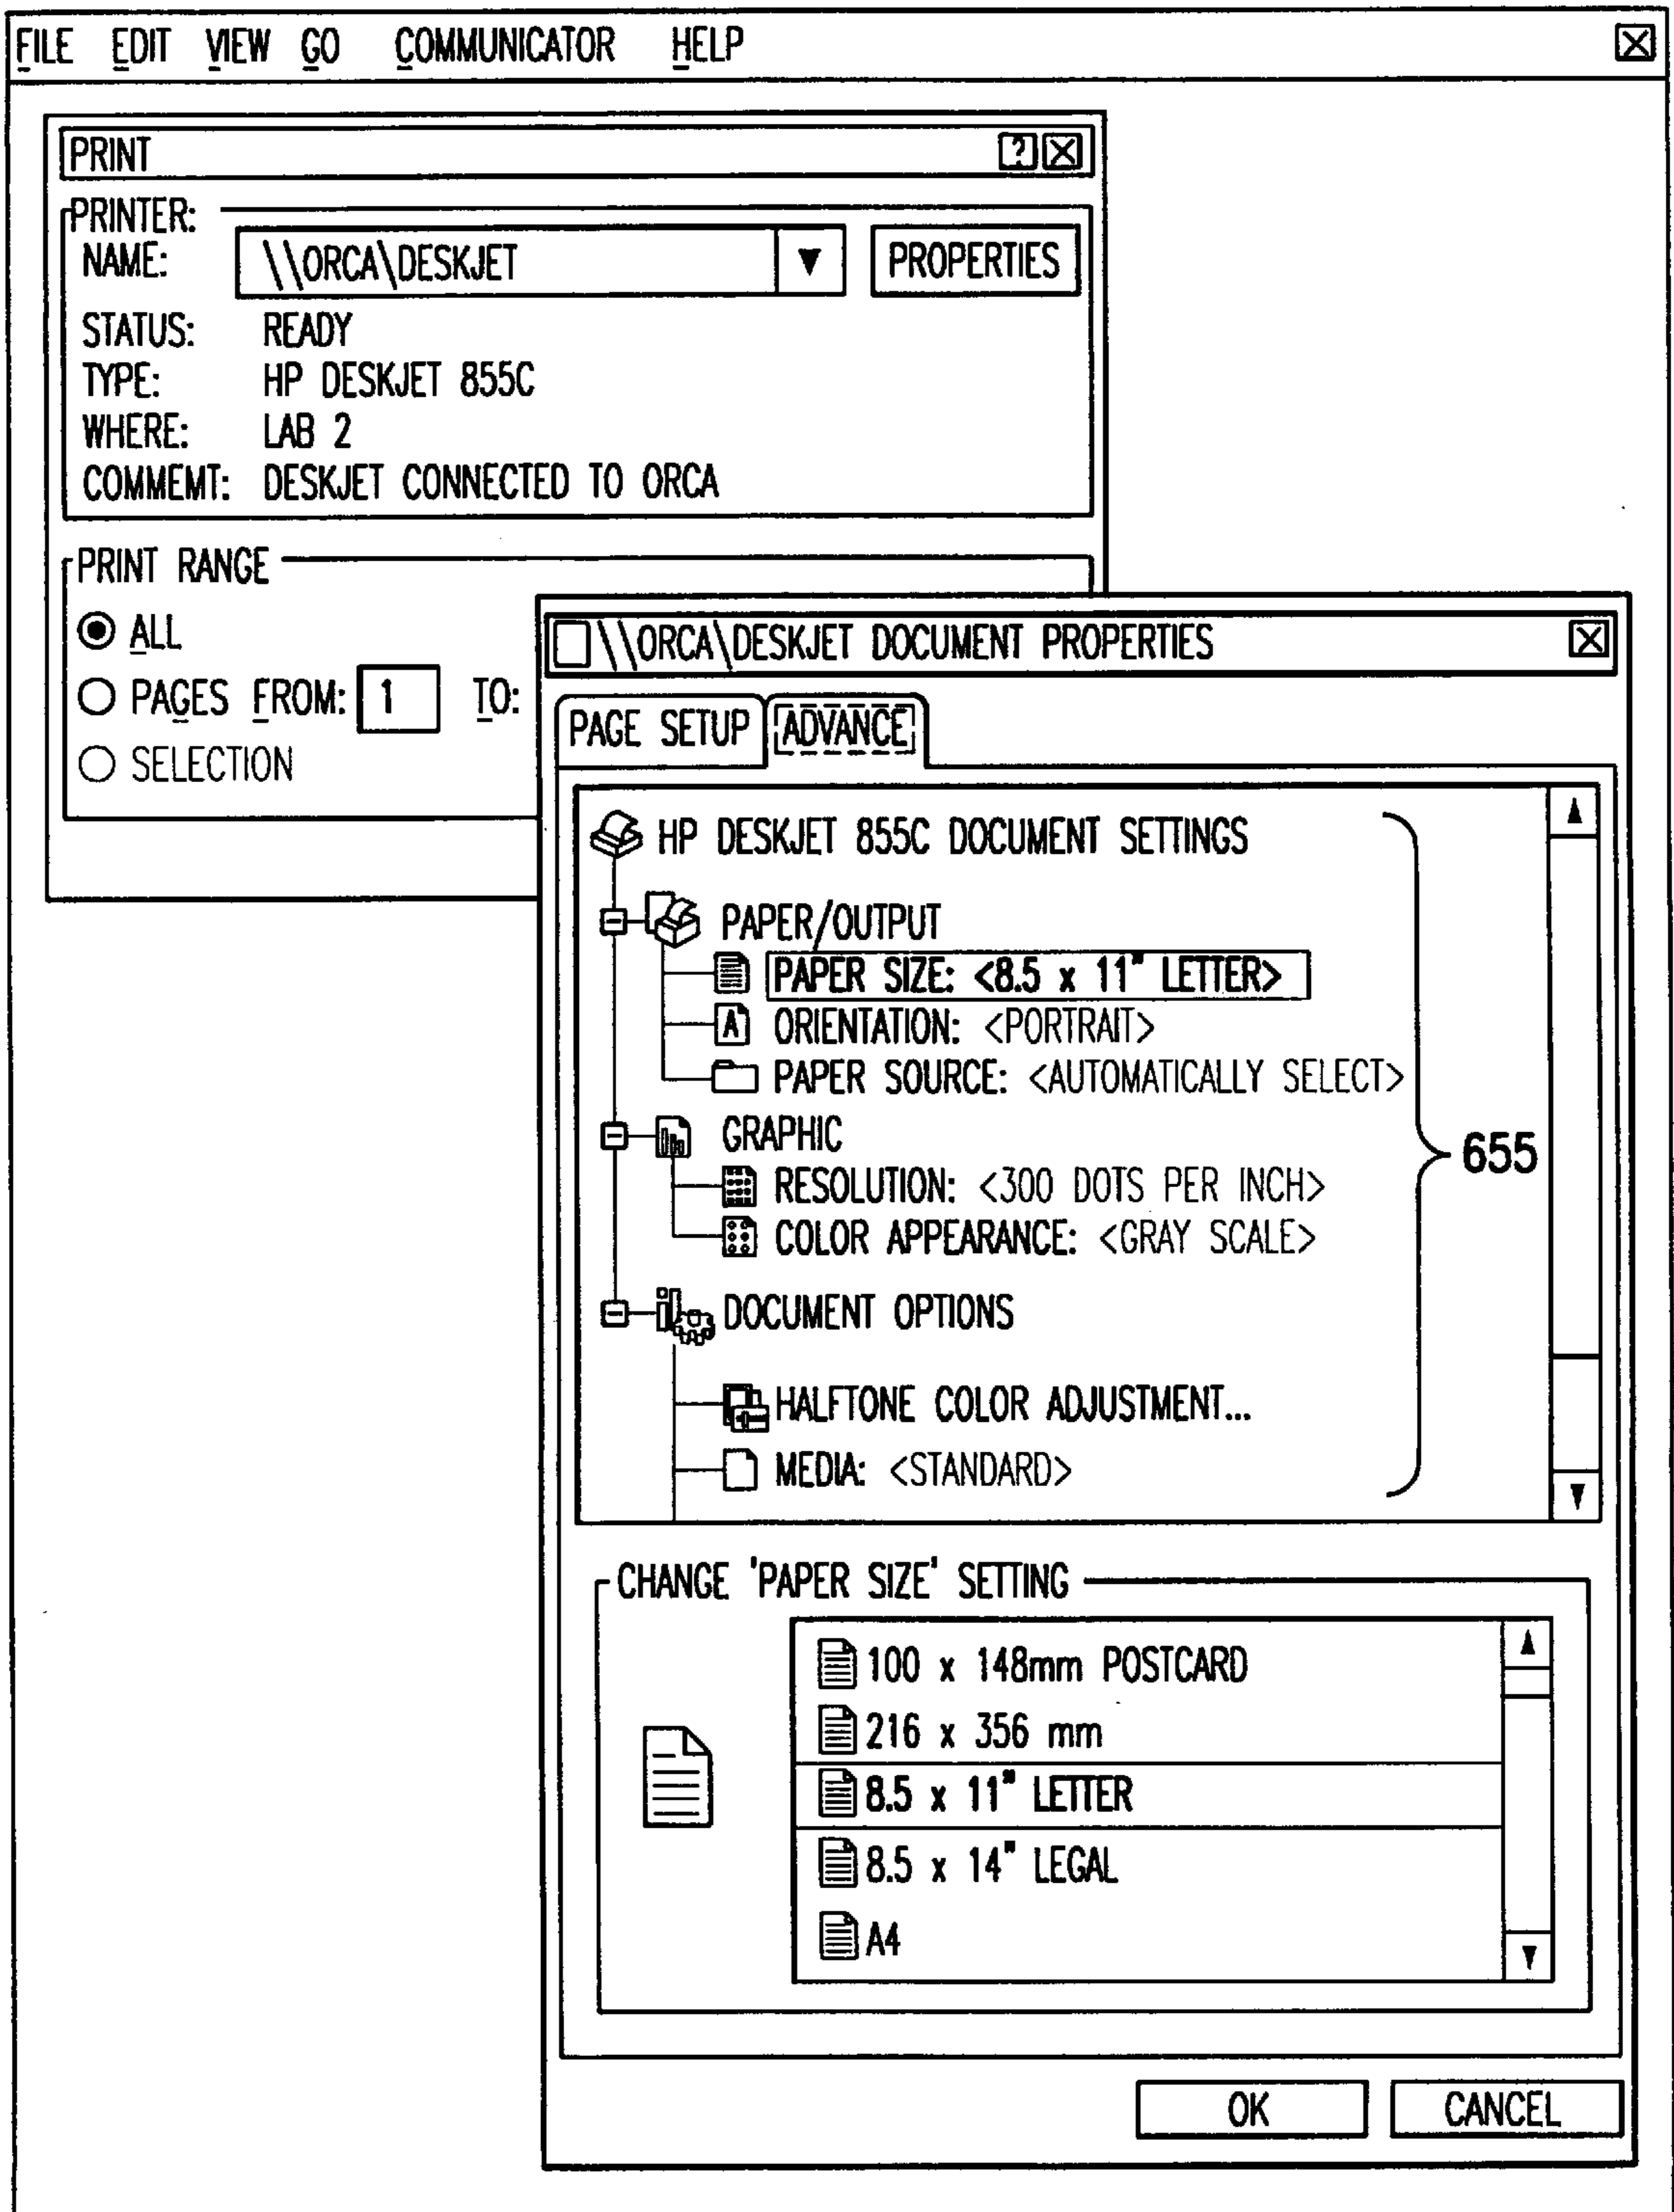 FILE EDIT VIEW GO COMMUNICATOR HELP
PRINT
PRINTER:
NAME: \\ORCA\DESKJET PROPERTIES
STATUS: READY
TYPE: HP DESKJET 855C
WHERE: LAB 2
COMMEMT: DESKJET CONNECTED TO ORCA
PRINT RANGE
ALL
PAGES FROM: 1 TO:
SELECTION
\\ORCA\DESKJET DOCUMENT PROPERTIES
PAGE SETUP ADVANCE
HP DESKJET 855C DOCUMENT SETTINGS
PAPER/OUTPUT
PAPER SIZE: <8.5 x 11" LETTER>
ORIENTATION: <PORTRAIT>
PAPER SOURCE: <AUTOMATICALLY SELECT>
GRAPHIC
655
RESOLUTION: <300 DOTS PER INCH>
COLOR APPEARANCE: <GRAY SCALE>
DOCUMENT OPTIONS
HALFTONE COLOR ADJUSTMENT...
MEDIA: <STANDARD>
CHANGE 'PAPER SIZE' SETTING
100 x 148mm POSTCARD
216 x 356 mm
8.5 x 11" LETTER
8.5 x 14" LEGAL
A4
OK CANCEL